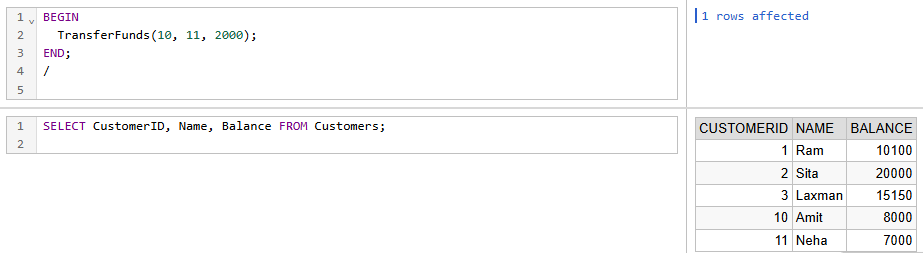 1 BEGIN
2 TransferFunds(10, 11, 2000);
3 END;
4 /
5
1 rows affected
1 SELECT CustomerID, Name, Balance FROM Customers;
2
CUSTOMERID NAME BALANCE
1 Ram 10100
2 Sita 20000
3 Laxman 15150
10 Amit 8000
11 Neha 7000